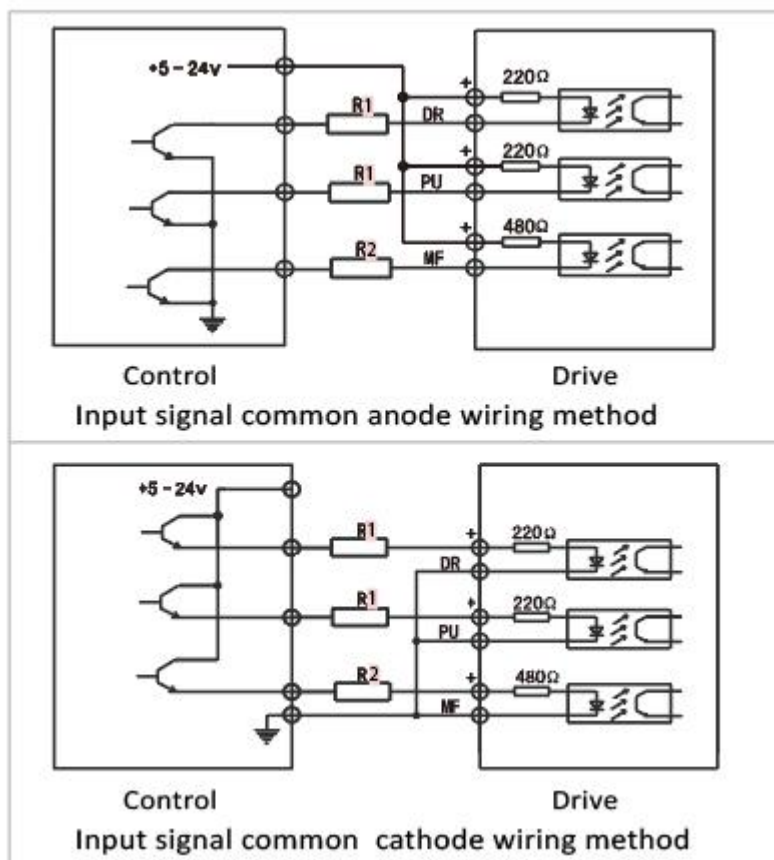 +5-24v
220Ω
R1
DR
220Ω
R1
PU
480Ω
R2
MF
Control Drive
Input signal common anode wiring method
+5-24v
R1
220Ω
DR
R1
220Ω
PU
R2
480Ω
MF
Control Drive
Input signal common cathode wiring method